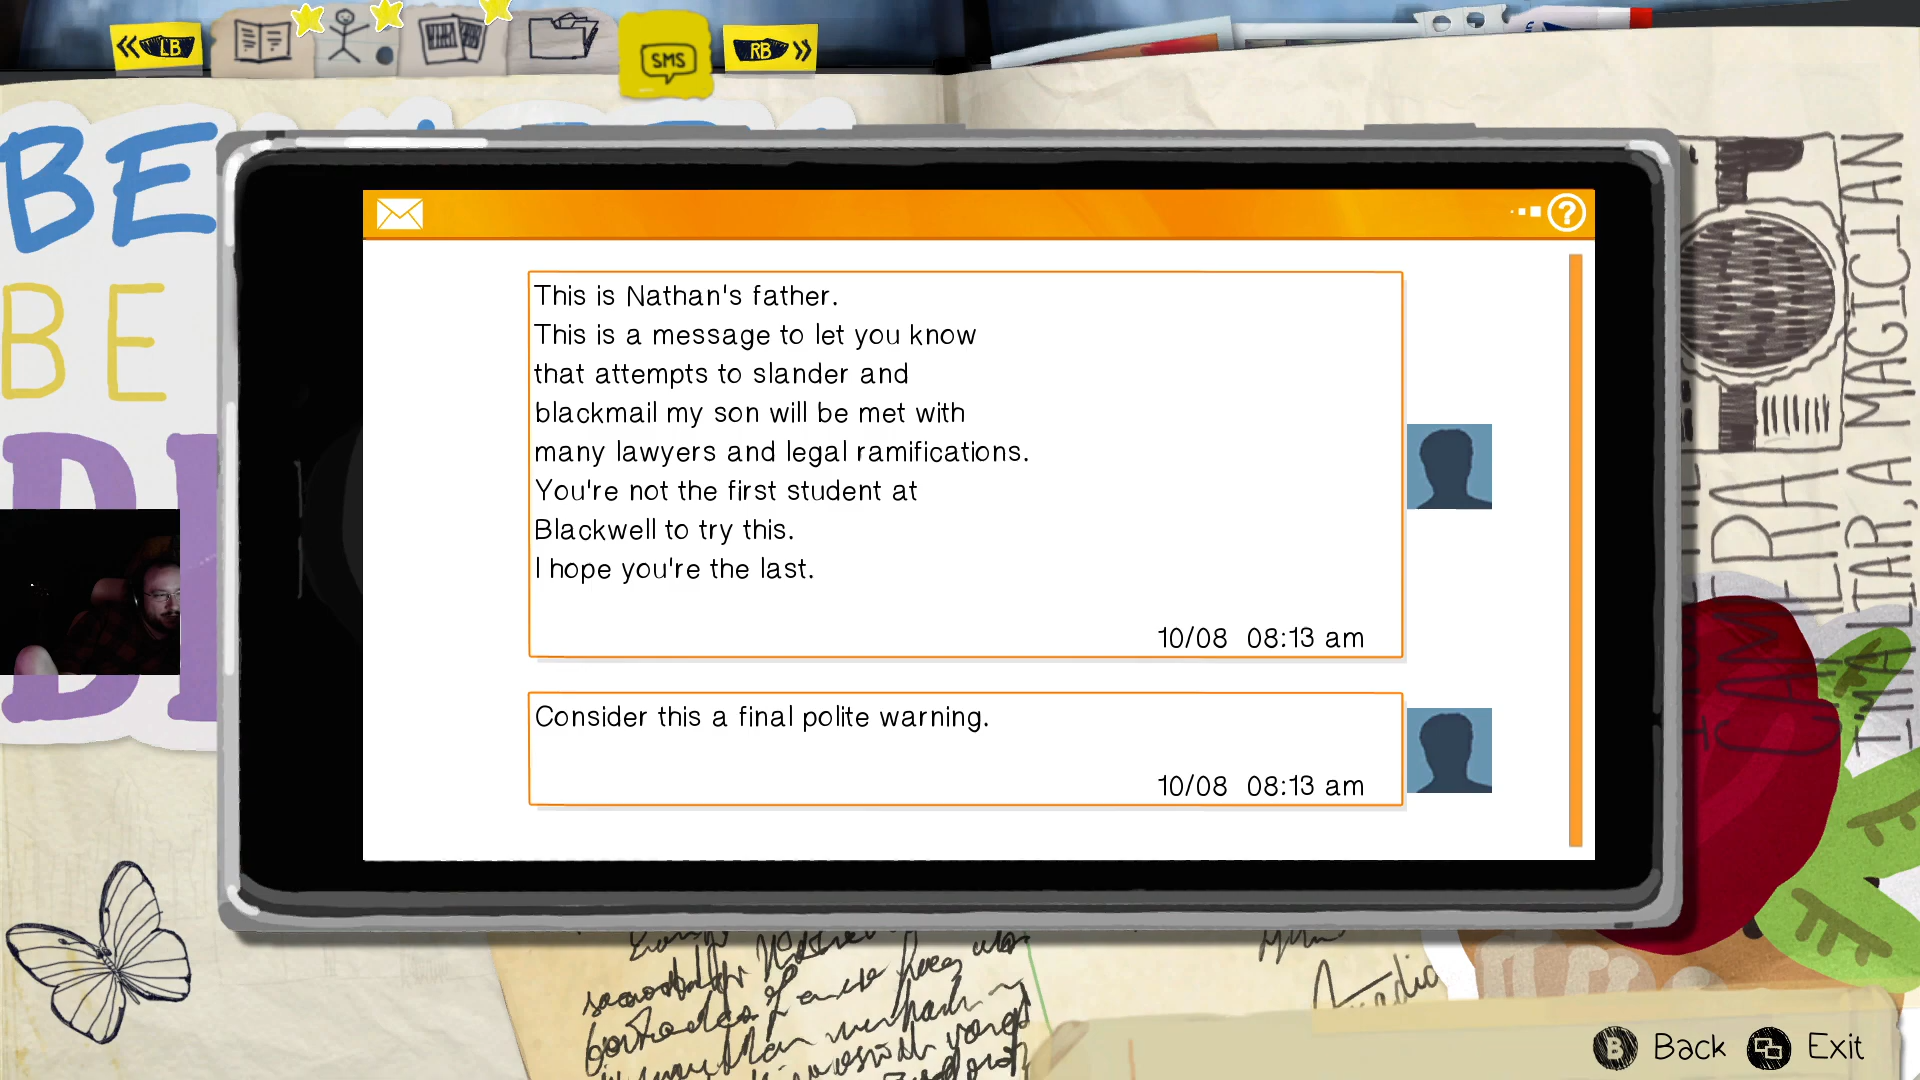 LB
SMS
RB
BE
BE
This is Nathan's father.
This is a message to let you know
that attempts to slander and
blackmail my son will be met with
many lawyers and legal ramifications.
You're not the first student at
Blackwell to try this.
I hope you're the last.
10/08 08:13 am
Consider this a final polite warning.
10/08 08:13 am
CAMERA
I'M A LIAR, A MAGICIAN
B Back
Exit